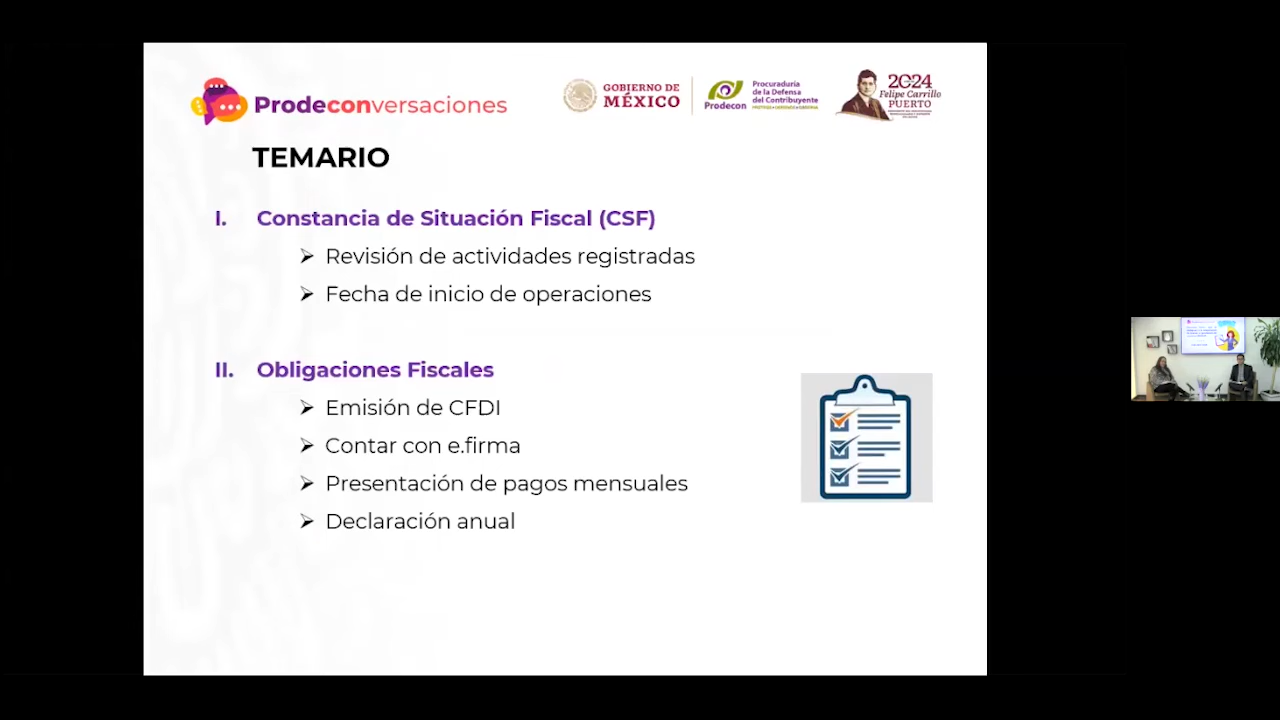 Prodeconversaciones
GOBIERNO DE
MÉXICO
Prodecon
Procuraduría
de la Defensa
del Contribuyente
2024
Felipe Carrillo
PUERTO
TEMARIO
I. Constancia de Situación Fiscal (CSF)
Revisión de actividades registradas
Fecha de inicio de operaciones
II. Obligaciones Fiscales
Emisión de CFDI
Contar con e.firma
Presentación de pagos mensuales
Declaración anual